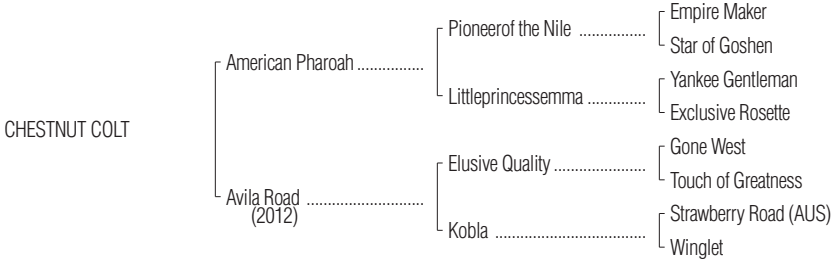 Empire Maker
Pioneerof the Nile ................
Star of Goshen
American Pharoah ................
Yankee Gentleman
Littleprincessemma ..............
Exclusive Rosette
CHESTNUT COLT
Gone West
Elusive Quality ......................
Touch of Greatness
Avila Road ............................
(2012)
Strawberry Road (AUS)
Kobla ....................................
Winglet